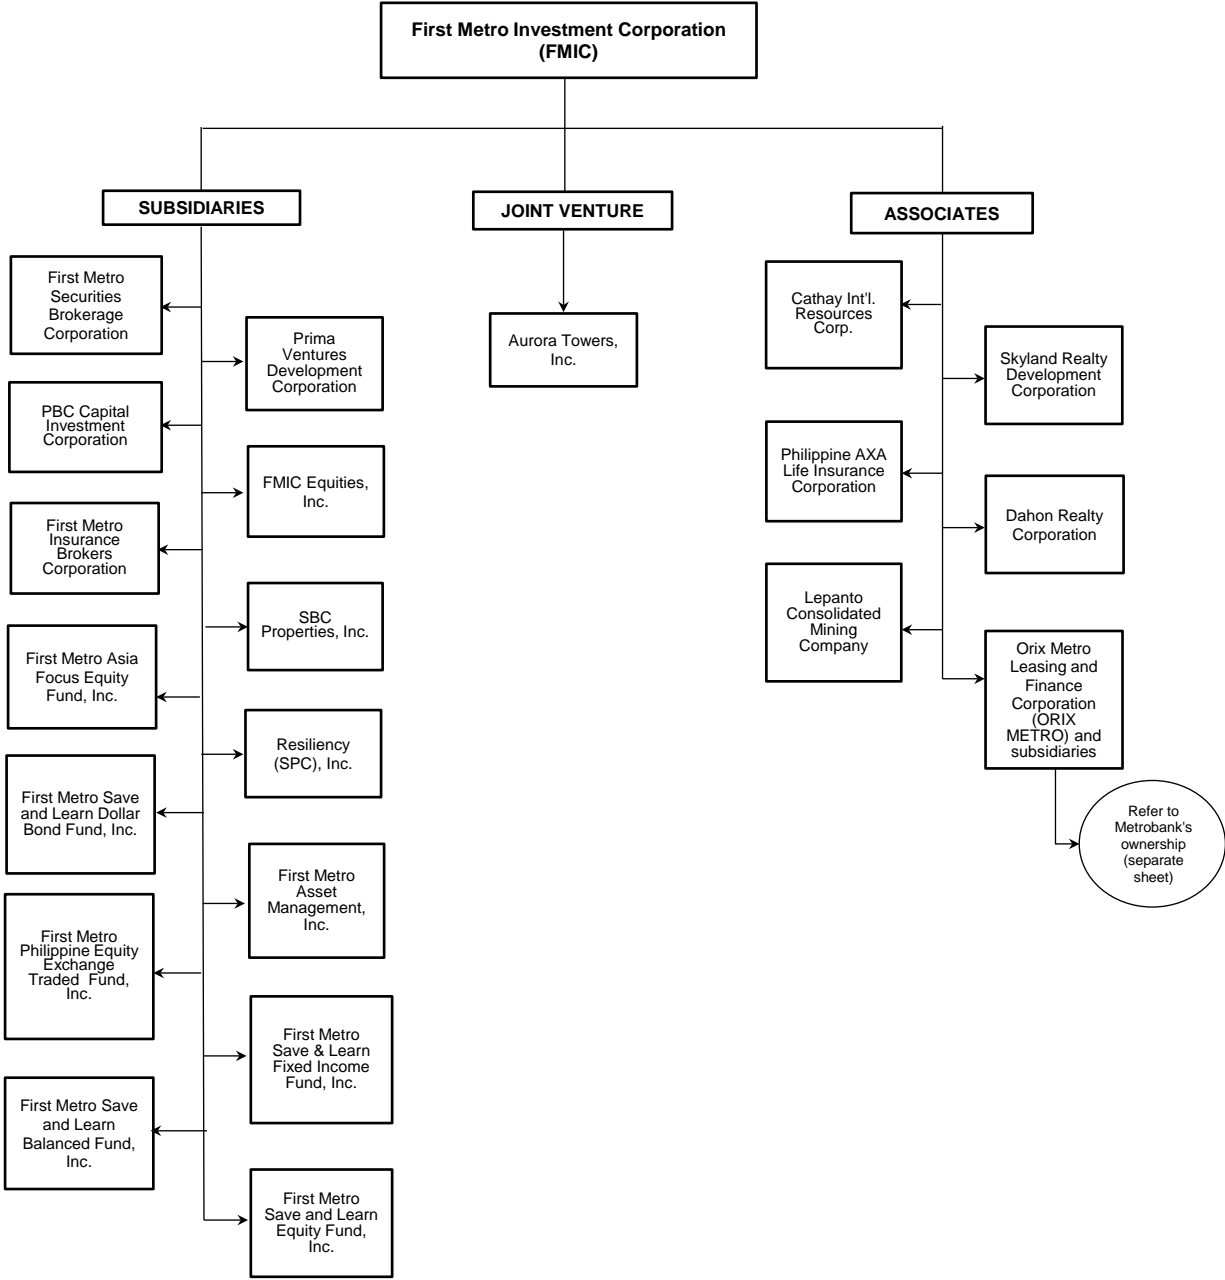 First Metro Investment Corporation
(FMIC)
SUBSIDIARIES
First Metro
Securities
Brokerage
Corporation
Prima
Ventures
Development
Corporation
PBC Capital
Investment
Corporation
FMIC Equities,
Inc.
First Metro
Insurance
Brokers
Corporation
SBC
Properties, Inc.
First Metro Asia
Focus Equity
Fund, Inc.
Resiliency
(SPC), Inc.
First Metro Save
and Learn Dollar
Bond Fund, Inc.
First Metro
Asset
Management,
Inc.
First Metro
Philippine Equity
Exchange
Traded  Fund,
Inc.
First Metro
Save & Learn
Fixed Income
Fund, Inc.
First Metro Save
and Learn
Balanced Fund,
Inc.
First Metro
Save and Learn
Equity Fund,
Inc.
JOINT VENTURE
Aurora Towers,
Inc.
ASSOCIATES
Cathay Int'l.
Resources
Corp.
Skyland Realty
Development
Corporation
Philippine AXA
Life Insurance
Corporation
Dahon Realty
Corporation
Lepanto
Consolidated
Mining
Company
Orix Metro
Leasing and
Finance
Corporation
(ORIX
METRO) and
subsidiaries
Refer to
Metrobank's
ownership
(separate
sheet)